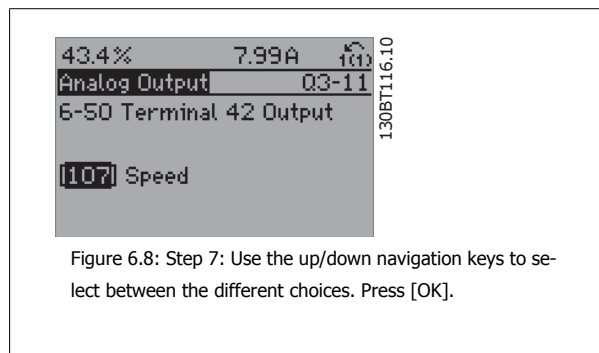 43.4% 7.99A 1(1)
Analog Output Q3-11
6-50 Terminal 42 Output
[107] Speed
130BT116.10
Figure 6.8: Step 7: Use the up/down navigation keys to se-
lect between the different choices. Press [OK].